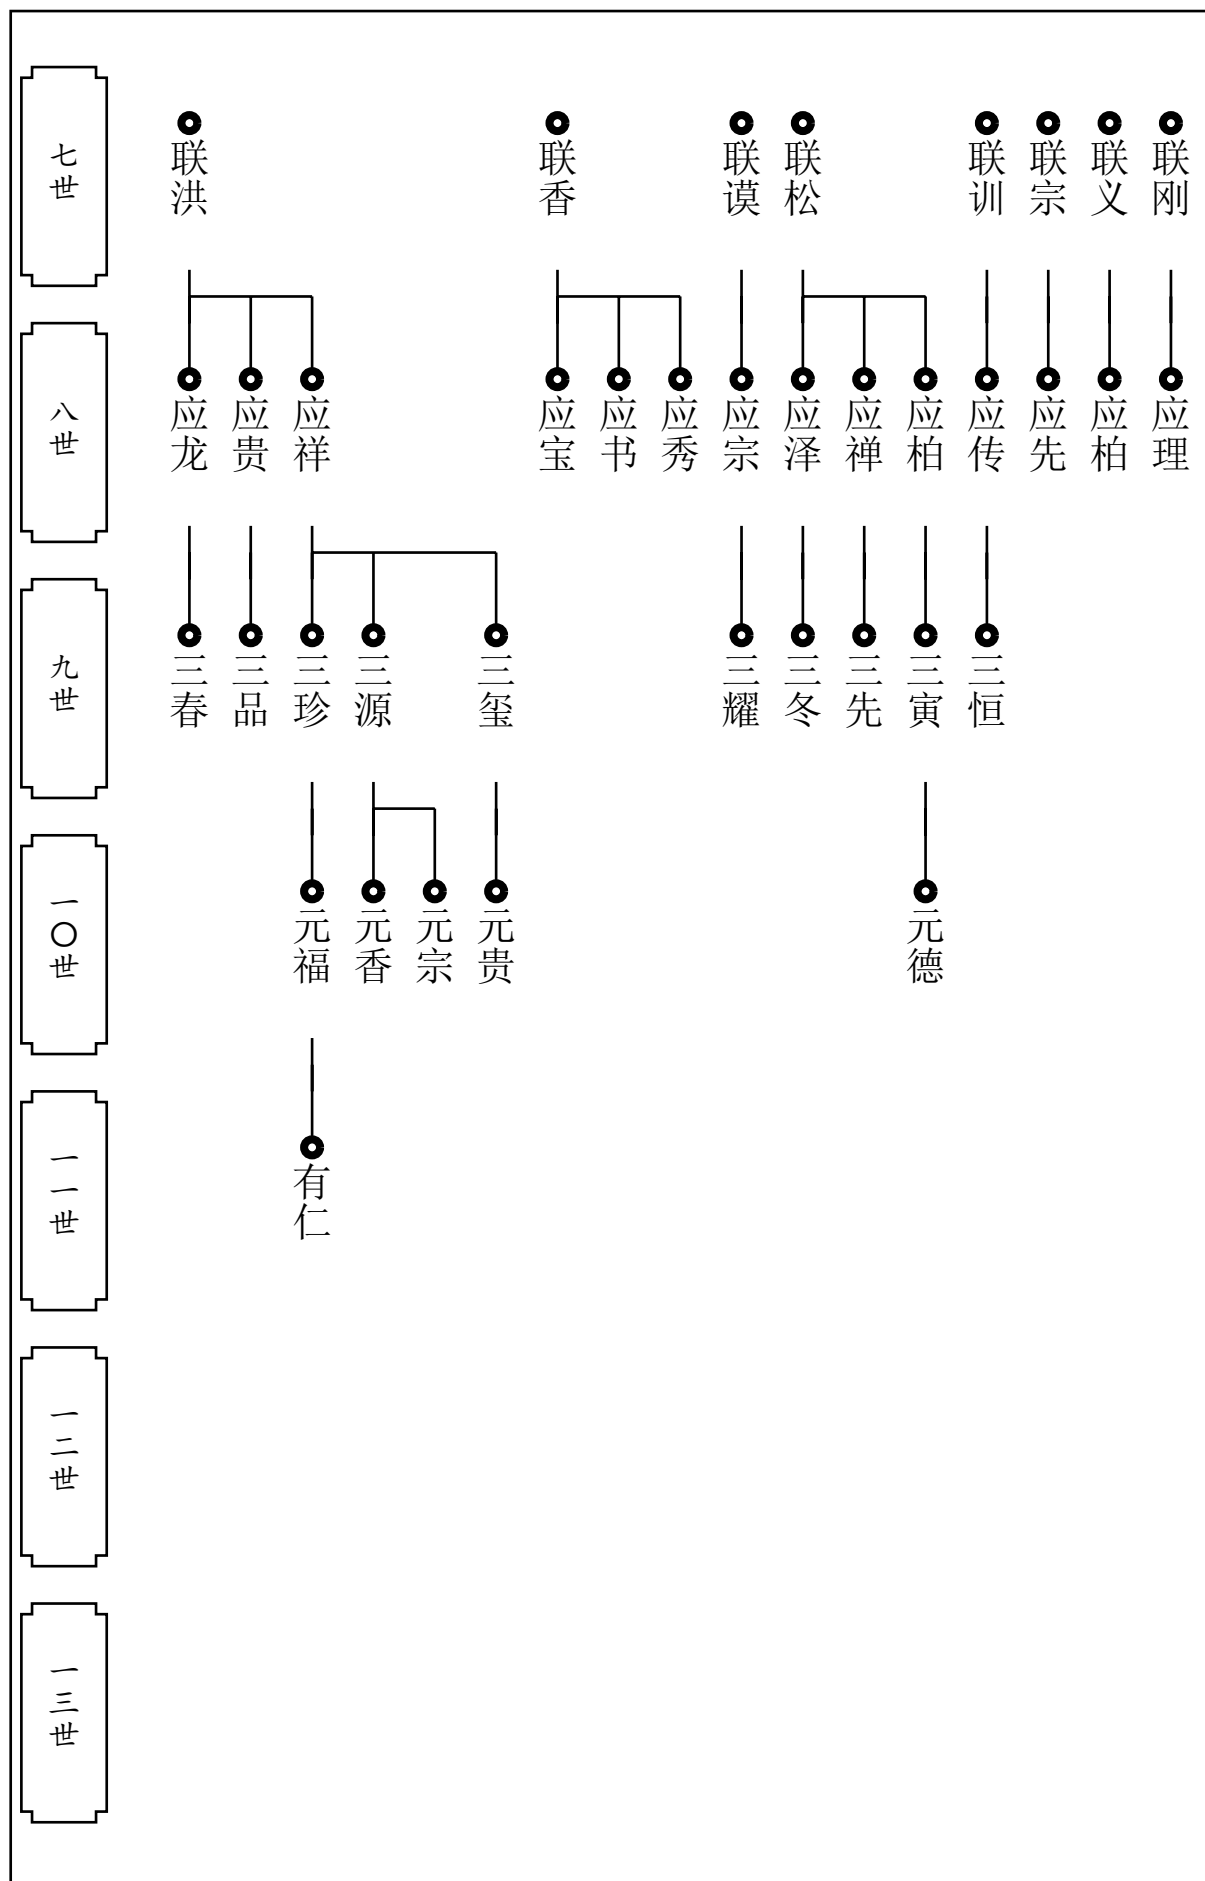 七世
联洪
联香
联谟
联松
联训
联宗
联义
联刚
八世
应龙
应贵
应祥
应宝
应书
应秀
应宗
应泽
应禅
应柏
应传
应先
应柏
应理
九世
三春
三品
三珍
三源
三玺
三耀
三冬
三先
三寅
三恒
一〇世
元福
元香
元宗
元贵
元德
一一世
有仁
一二世
一三世